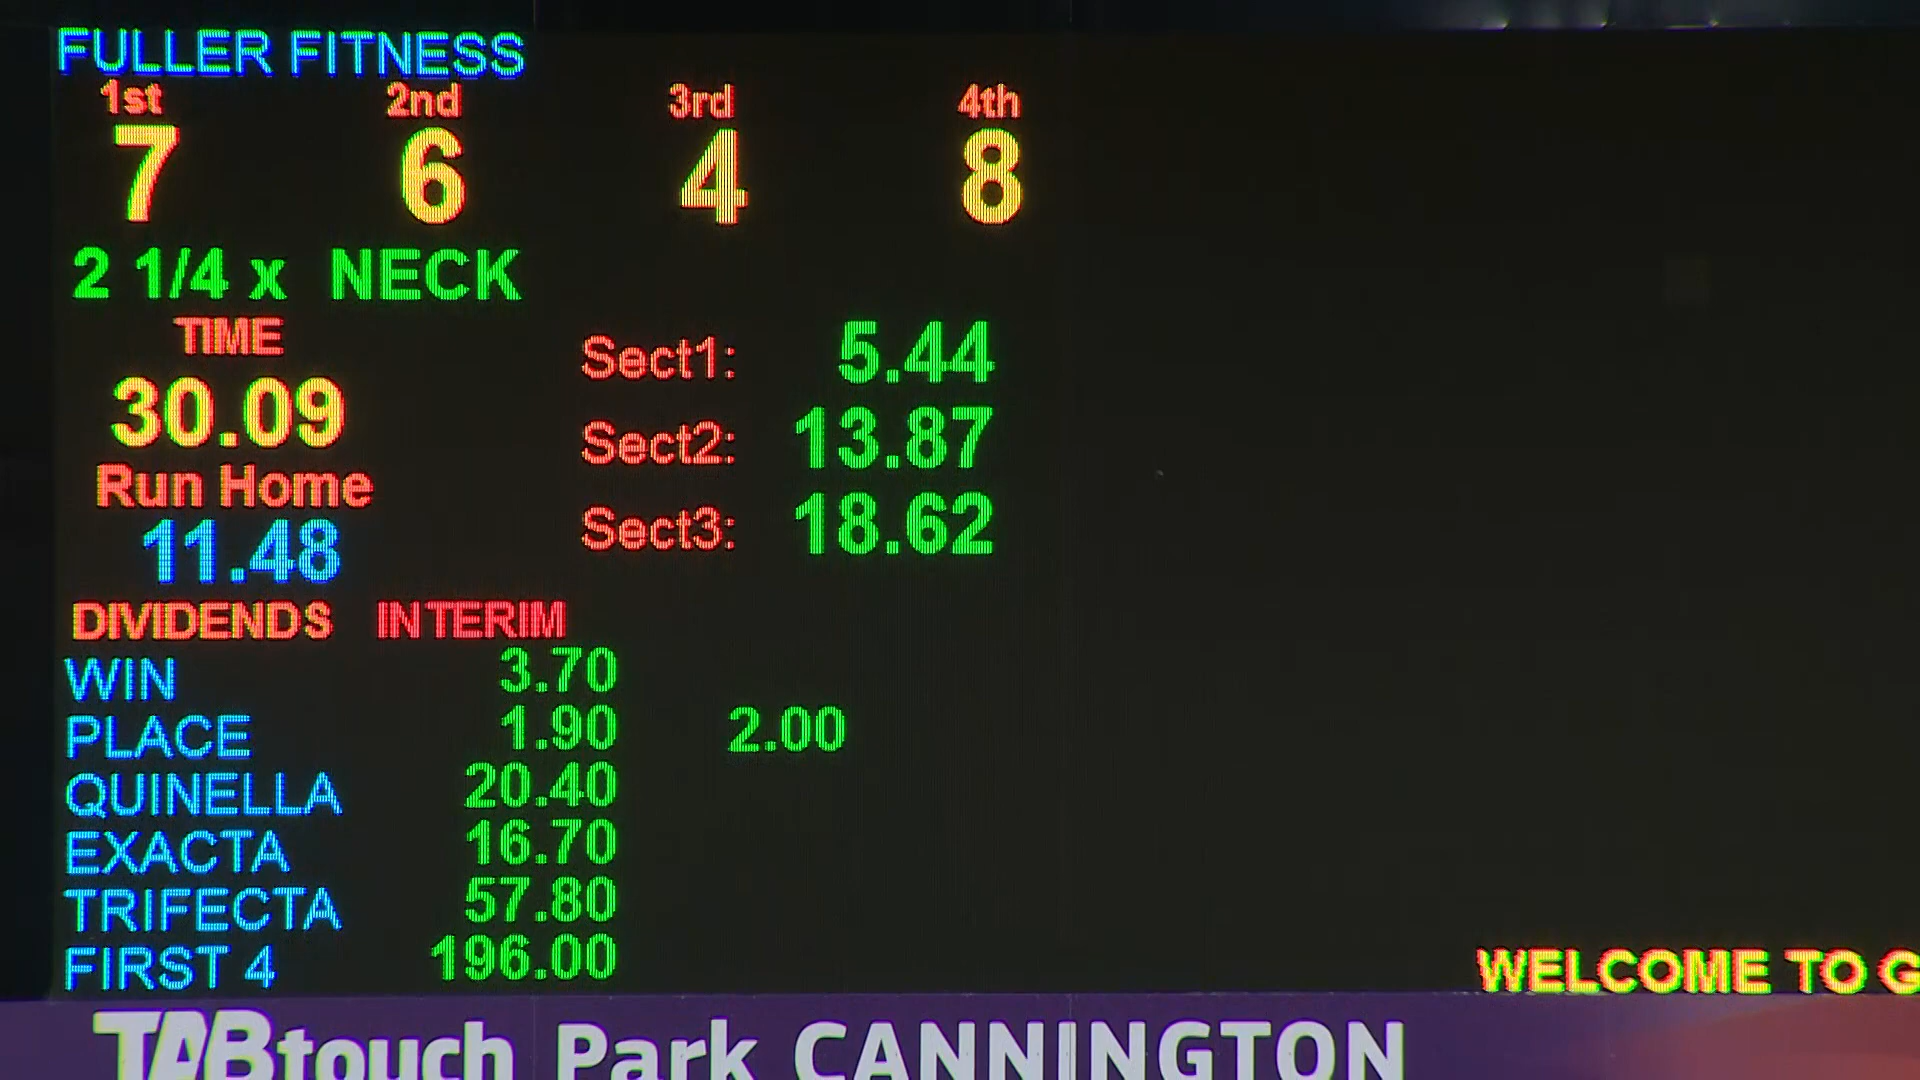 FULLER FITNESS
1st 2nd 3rd 4th
7 6 4 8
2 1/4 x NECK
TIME
30.09
Run Home
11.48
Sect1: 5.44
Sect2: 13.87
Sect3: 18.62
DIVIDENDS INTERIM
WIN 3.70
PLACE 1.90 2.00
QUINELLA 20.40
EXACTA 16.70
TRIFECTA 57.80
FIRST 4 196.00
WELCOME TO G
TABtouch Park CANNINGTON